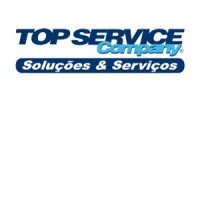 TOP SERVICE
Company®
Soluções & Serviços